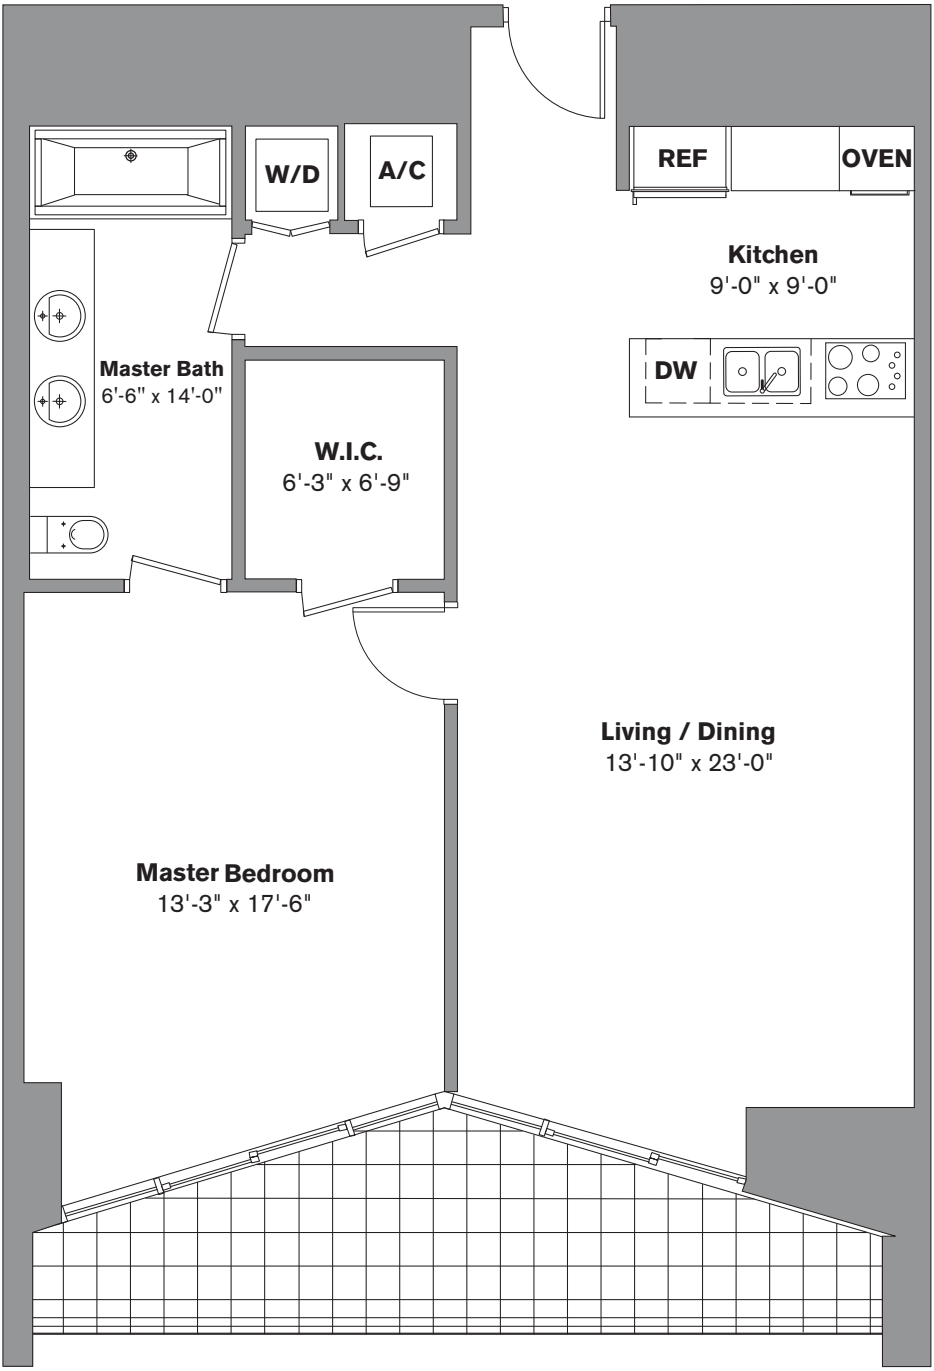 W/D
A/C
REF
OVEN
Kitchen
9'-0" x 9'-0"
Master Bath
6'-6" x 14'-0"
DW
W.I.C.
6'-3" x 6'-9"
Living / Dining
13'-10" x 23'-0"
Master Bedroom
13'-3" x 17'-6"